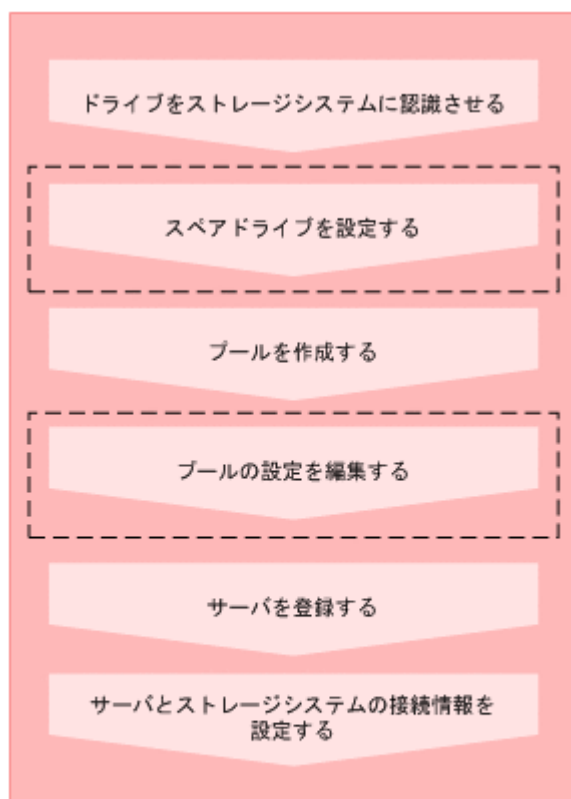 ドライブをストレージシステムに認識させる
スペアドライブを設定する
プールを作成する
プールの設定を編集する
サーバを登録する
サーバとストレージシステムの接続情報を
設定する